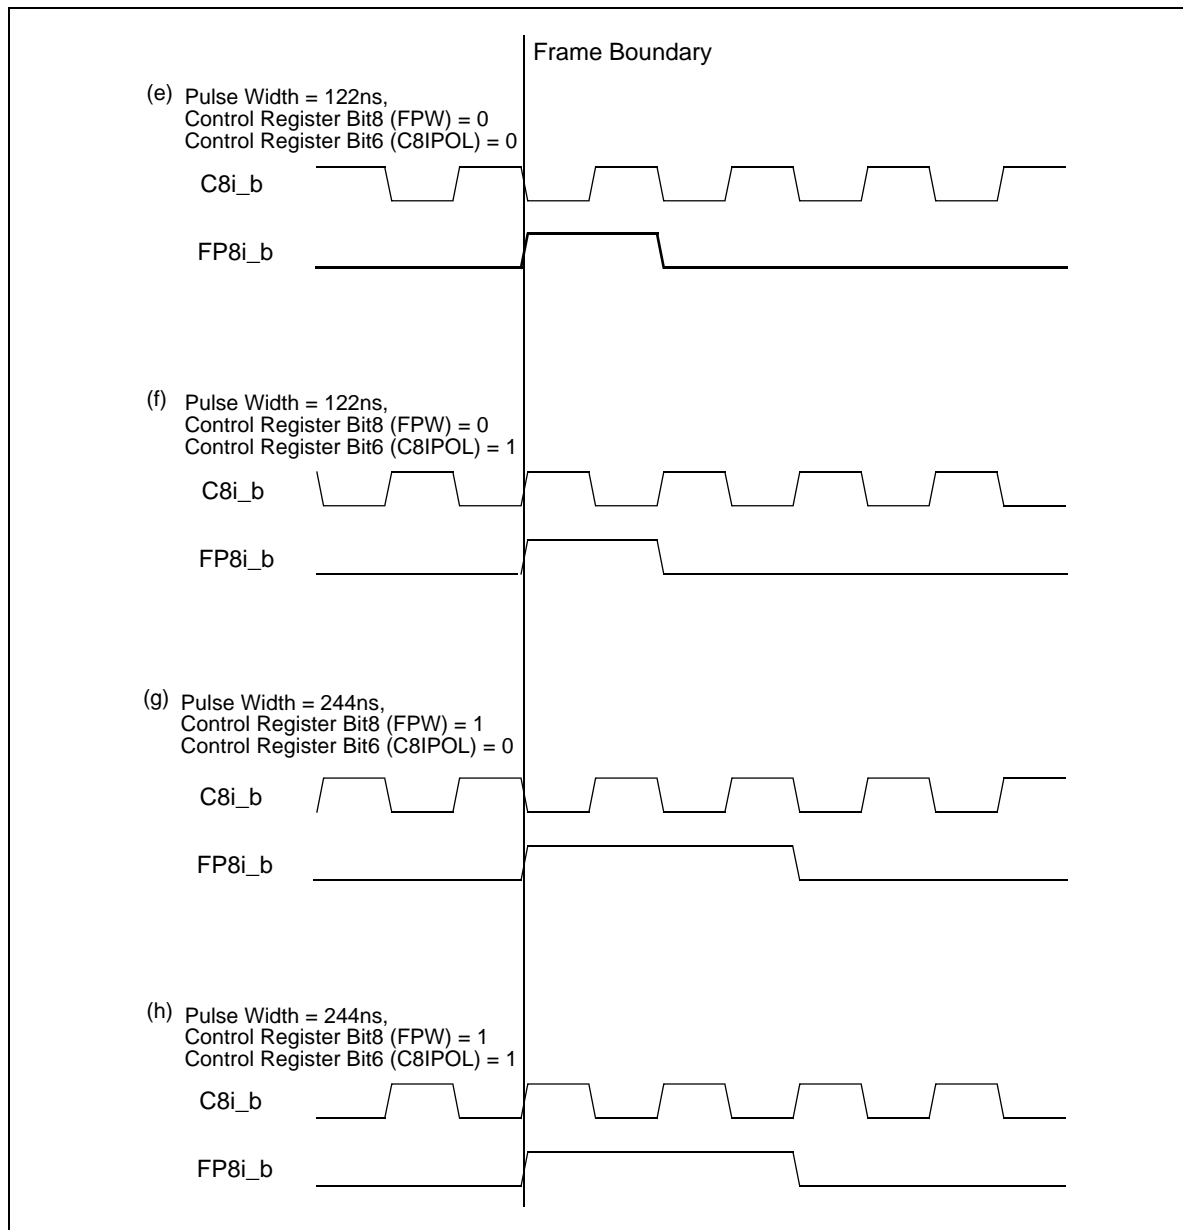 Frame Boundary
(e) Pulse Width = 122ns,
Control Register Bit8 (FPW) = 0
Control Register Bit6 (C8IPOL) = 0
C8i_b
FP8i_b
(f) Pulse Width = 122ns,
Control Register Bit8 (FPW) = 0
Control Register Bit6 (C8IPOL) = 1
C8i_b
FP8i_b
(g) Pulse Width = 244ns,
Control Register Bit8 (FPW) = 1
Control Register Bit6 (C8IPOL) = 0
C8i_b
FP8i_b
(h) Pulse Width = 244ns,
Control Register Bit8 (FPW) = 1
Control Register Bit6 (C8IPOL) = 1
C8i_b
FP8i_b